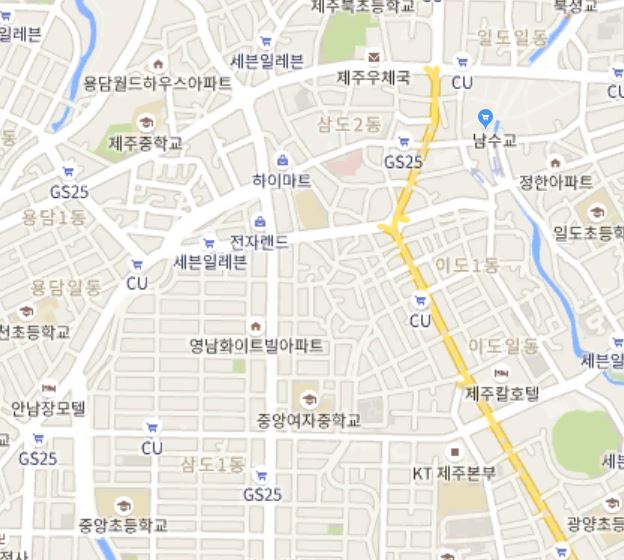 제주북초등학교
북성교
세븐일레븐
일도일동
일레븐
제주우체국
CU
CU
용담월드하우스아파트
삼도2동
제주중학교
남수교
GS25
하이마트
정한아파트
GS25
용담1동
전자랜드
일도초등학
세븐일레븐
이도1동
CU
용담일동
CU
천초등학교
영남화이트빌아파트
이도일동
세븐일
제주칼호텔
안남장모텔
중앙여자중학교
CU
GS25
삼도1동
KT 제주본부
GS25
중앙초등학교
광양초등
CU